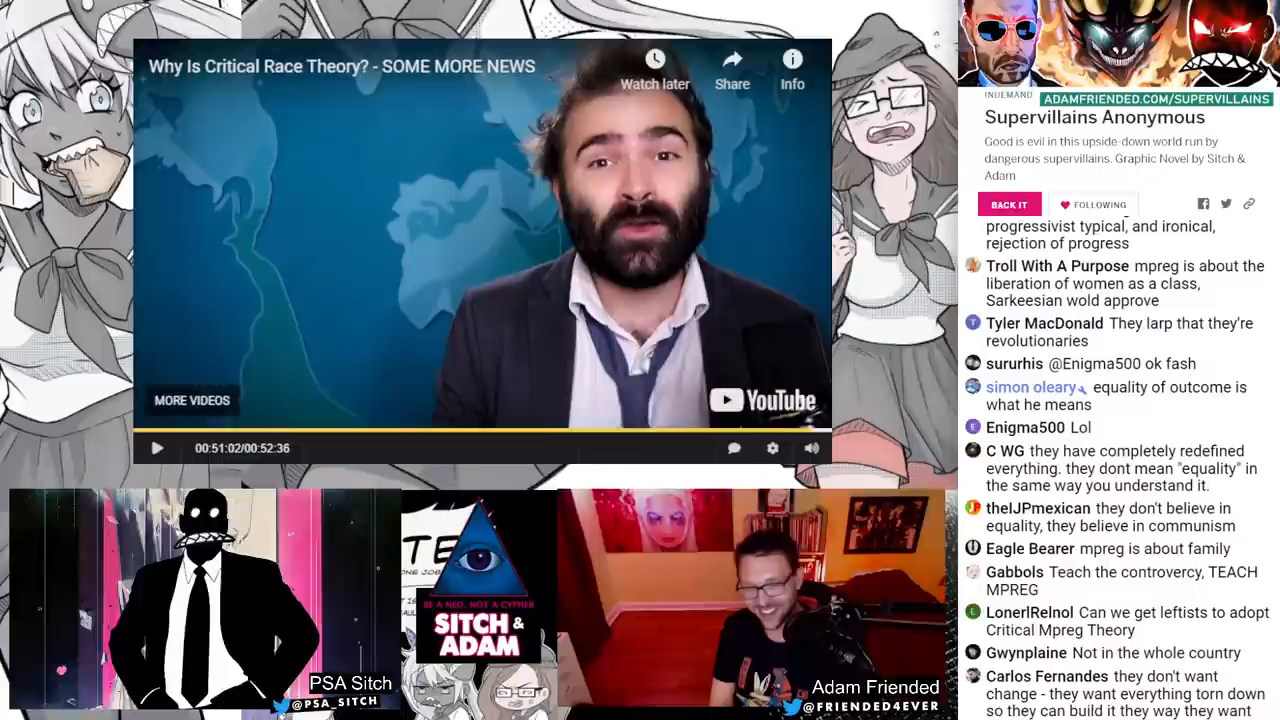 Why Is Critical Race Theory? - SOME MORE NEWS
Watch later
Share
Info
MORE VIDEOS
YouTube
00:51:02/00:52:36
PSA Sitch
@PSA_SITCH
BE A NEO, NOT A CYPHER
SITCH &
ADAM
Adam Friended
@FRIENDED4EVER
INDEMAND
ADAMFRIENDED.COM/SUPERVILLAINS
Supervillains Anonymous
Good is evil in this upside-down world run by
dangerous supervillains. Graphic Novel by Sitch &
Adam
BACK IT
FOLLOWING
progressivist typical, and ironical,
rejection of progress
Troll With A Purpose mpreg is about the
liberation of women as a class,
Sarkeesian wold approve
Tyler MacDonald They larp that they're
revolutionaries
sururhis @Enigma500 ok fash
simon oleary equality of outcome is
what he means
Enigma500 Lol
C WG they have completely redefined
everything. they dont mean "equality" in
the same way you understand it.
theIJPmexican they don't believe in
equality, they believe in communism
Eagle Bearer mpreg is about family
Gabbols Teach the controversy, TEACH
MPREG
LonerlRelnol Can we get leftists to adopt
Critical Mpreg Theory
Gwynplaine Not in the whole country
Carlos Fernandes they don't want
change - they want everything torn down
so they can build it they way they want